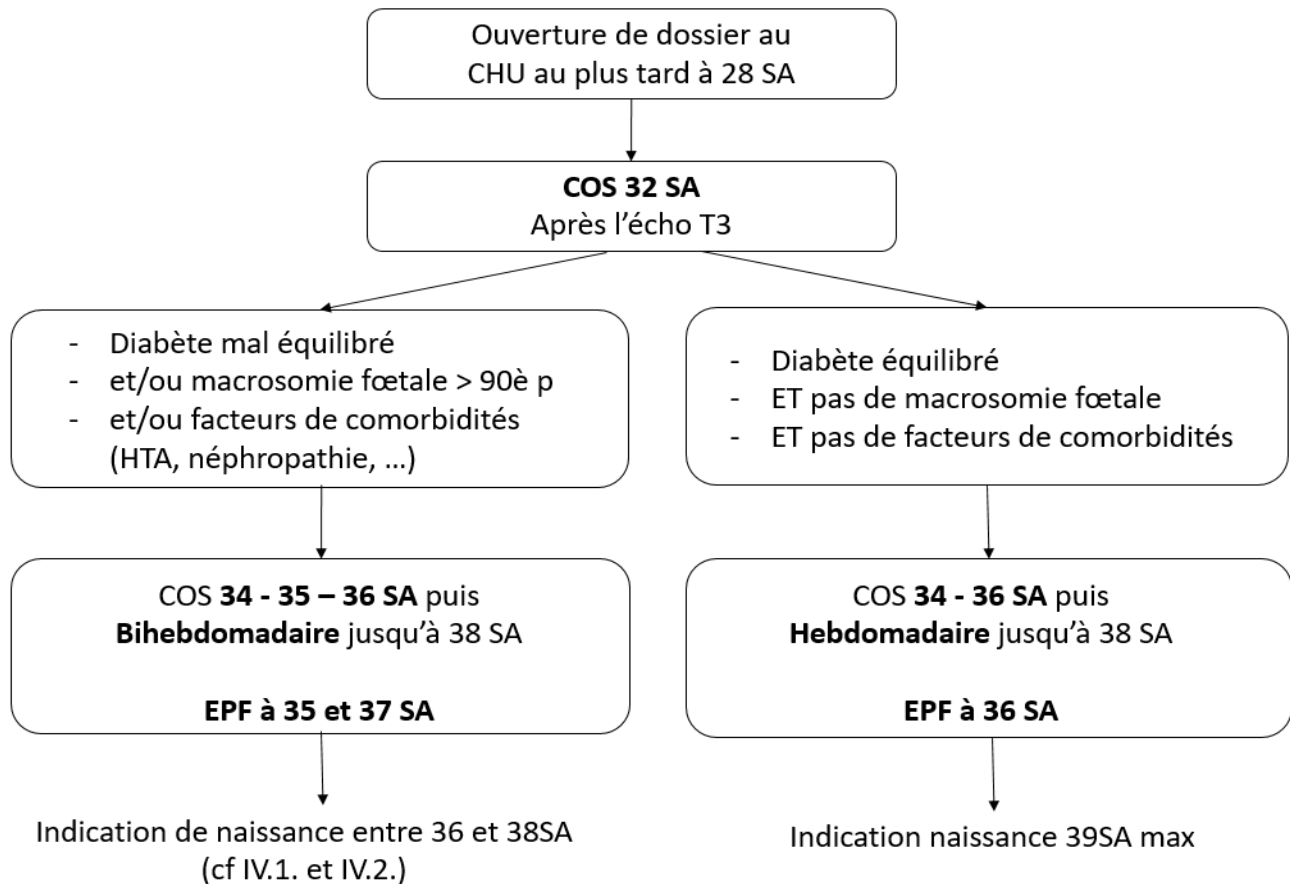 Ouverture de dossier au
CHU au plus tard à 28 SA
COS 32 SA
Après l’écho T3
- Diabète mal équilibré
- et/ou macrosomie fœtale > 90è p
- et/ou facteurs de comorbidités
(HTA, néphropathie, …)
- Diabète équilibré
- ET pas de macrosomie fœtale
- ET pas de facteurs de comorbidités
COS 34 - 35 – 36 SA puis
Bihebdomadaire jusqu’à 38 SA
EPF à 35 et 37 SA
COS 34 - 36 SA puis
Hebdomadaire jusqu’à 38 SA
EPF à 36 SA
Indication de naissance entre 36 et 38SA
(cf IV.1. et IV.2.)
Indication naissance 39SA max